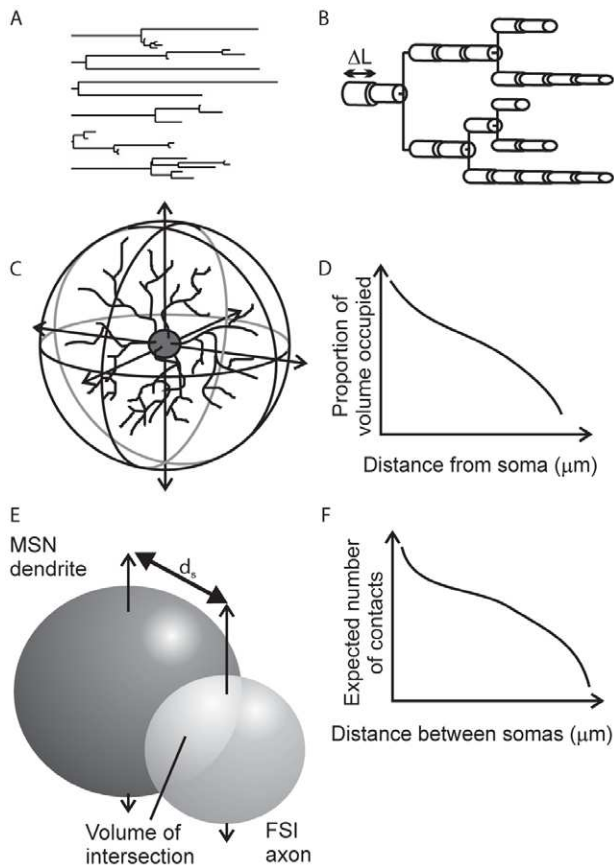 A
B
ΔL
C
D
Proportion of
volume occupied
Distance from soma (μm)
E
MSN
dendrite
d_s
Volume of
intersection
FSI
axon
F
Expected number
of contacts
Distance between somas (μm)